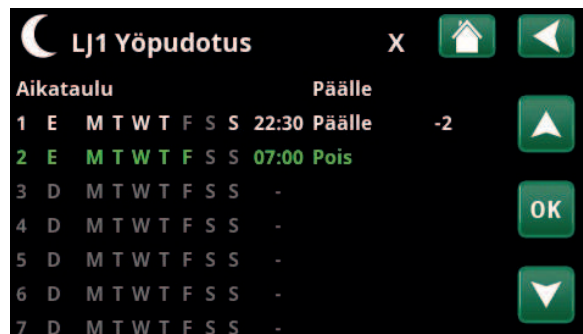 LJ1 Yöpudotus X
Aikataulu Päälle
1 E M T W T F S S 22:30 Päälle -2
2 E M T W T F S S 07:00 Pois
3 D M T W T F S S -
4 D M T W T F S S -
5 D M T W T F S S -
6 D M T W T F S S -
7 D M T W T F S S -
OK